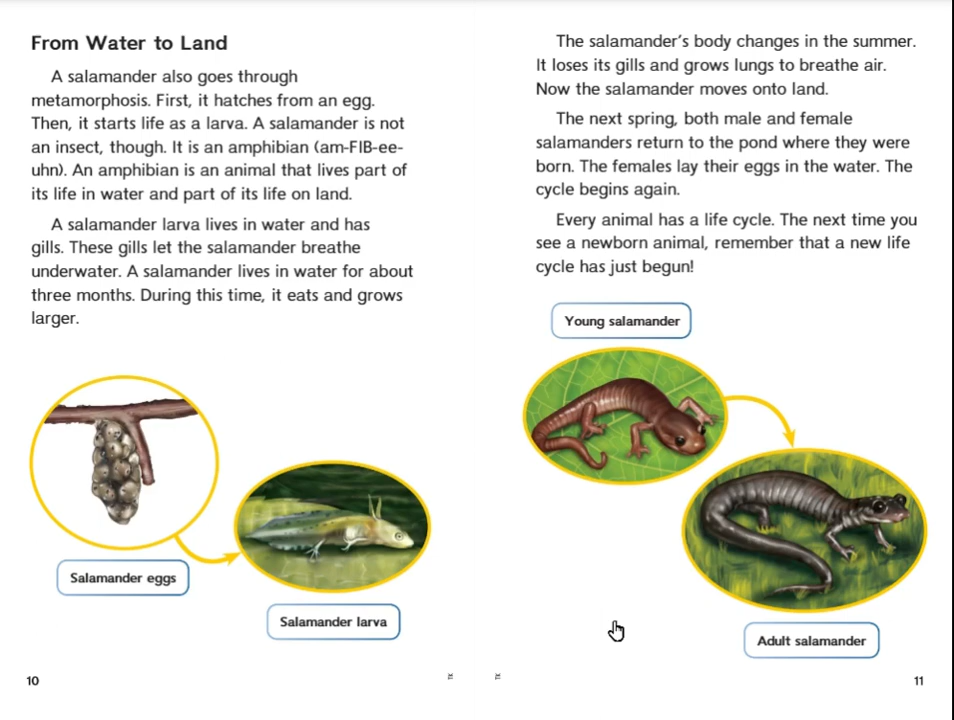 From Water to Land
A salamander also goes through
metamorphosis. First, it hatches from an egg.
Then, it starts life as a larva. A salamander is not
an insect, though. It is an amphibian (am-FIB-ee-
uhn). An amphibian is an animal that lives part of
its life in water and part of its life on land.
A salamander larva lives in water and has
gills. These gills let the salamander breathe
underwater. A salamander lives in water for about
three months. During this time, it eats and grows
larger.
Salamander eggs
Salamander larva
10
The salamander's body changes in the summer.
It loses its gills and grows lungs to breathe air.
Now the salamander moves onto land.
The next spring, both male and female
salamanders return to the pond where they were
born. The females lay their eggs in the water. The
cycle begins again.
Every animal has a life cycle. The next time you
see a newborn animal, remember that a new life
cycle has just begun!
Young salamander
Adult salamander
11